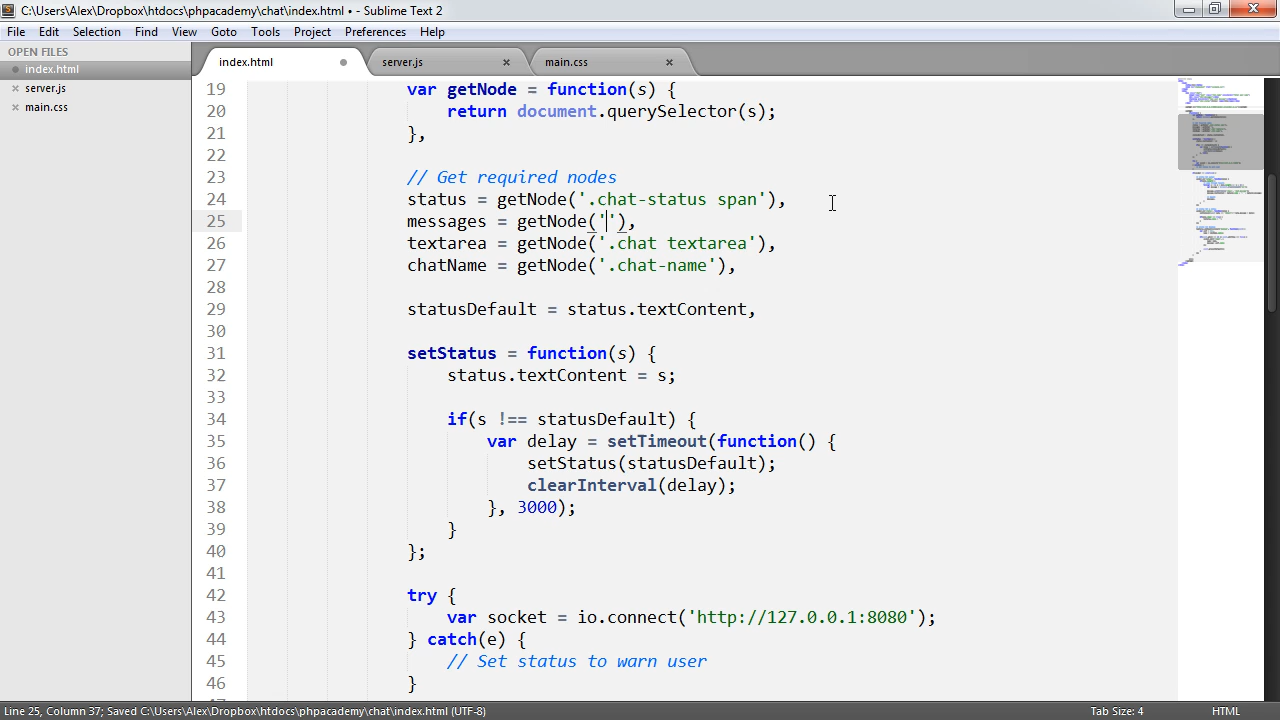 C:\Users\Alex\Dropbox\htdocs\phpacademy\chat\index.html • - Sublime Text 2
File Edit Selection Find View Goto Tools Project Preferences Help
OPEN FILES
index.html
server.js
main.css
index.html server.js main.css
19 var getNode = function(s) {
20 return document.querySelector(s);
21 },
22
23 // Get required nodes
24 status = getNode('.chat-status span'),
25 messages = getNode(''),
26 textarea = getNode('.chat textarea'),
27 chatName = getNode('.chat-name'),
28
29 statusDefault = status.textContent,
30
31 setStatus = function(s) {
32 status.textContent = s;
33
34 if(s !== statusDefault) {
35 var delay = setTimeout(function() {
36 setStatus(statusDefault);
37 clearInterval(delay);
38 }, 3000);
39 }
40 };
41
42 try {
43 var socket = io.connect('http://127.0.0.1:8080');
44 } catch(e) {
45 // Set status to warn user
46 }
Line 25, Column 37; Saved C:\Users\Alex\Dropbox\htdocs\phpacademy\chat\index.html (UTF-8) Tab Size: 4 HTML